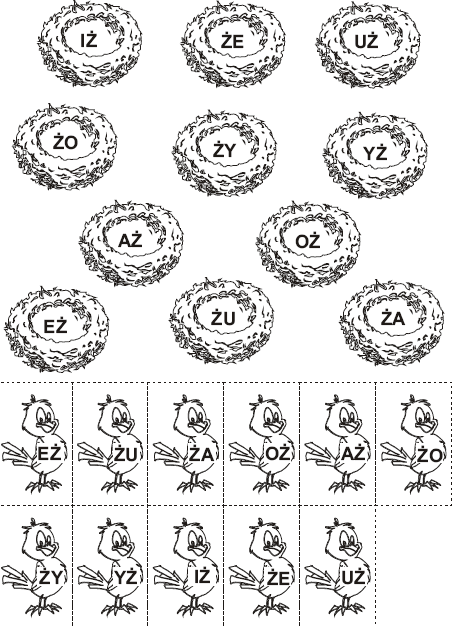 IŻ ŻE UŻ
ŻO ŻY YŻ
AŻ OŻ
EŻ ŻU ŻA
EŻ ŻU ŻA OŻ AŻ ŻO
ŻY YŻ IŻ ŻE UŻ